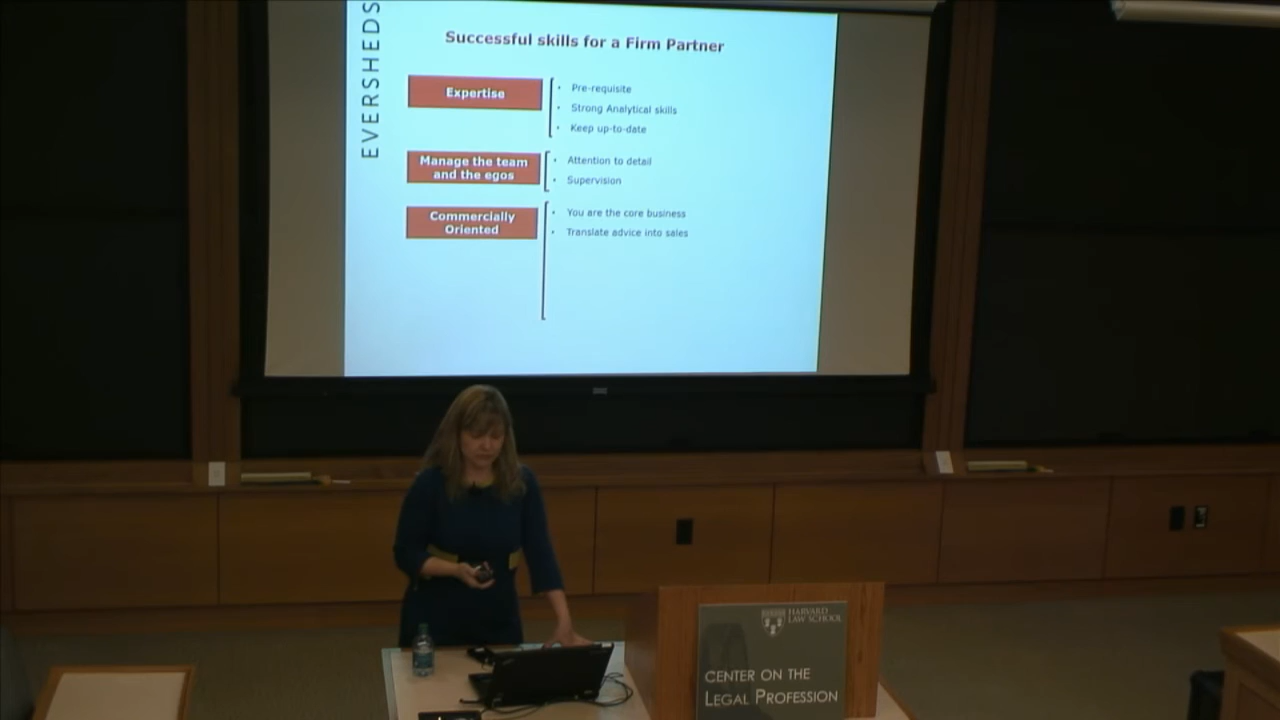 EVERSHEDS
Successful skills for a Firm Partner
Expertise
Pre-requisite
Strong Analytical skills
Keep up-to-date
Manage the team
and the egos
Attention to detail
Supervision
Commercially
Oriented
You are the core business
Translate advice into sales
HARVARD
LAW SCHOOL
CENTER ON THE
LEGAL PROFESSION